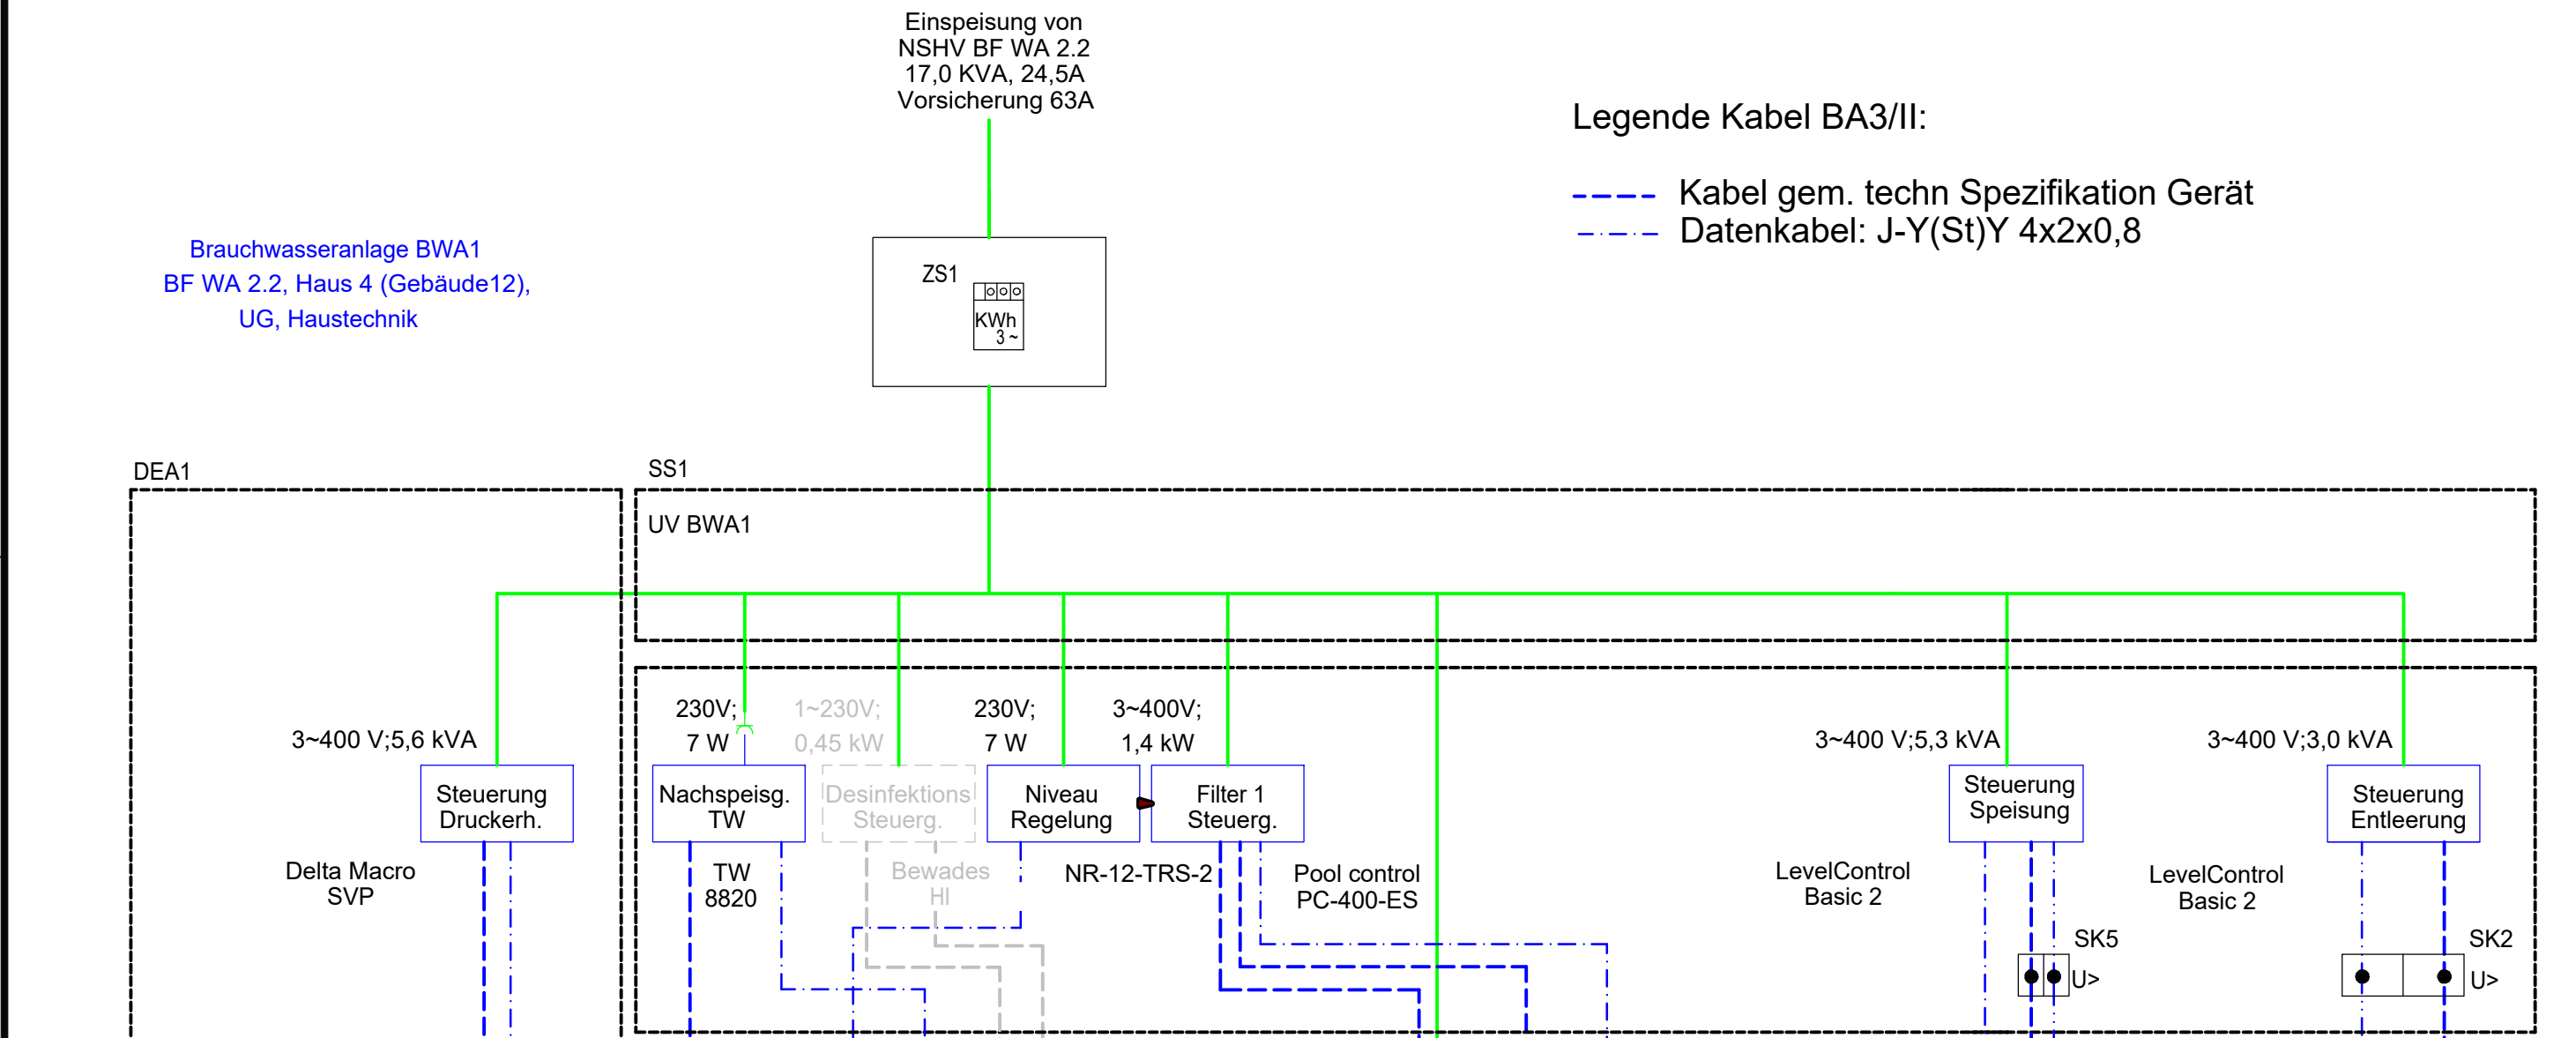 Einspeisung von
NSHV BF WA 2.2
17,0 KVA, 24,5A
Vorsicherung 63A
Legende Kabel BA3/II:
Kabel gem. techn Spezifikation Gerät
Datenkabel: J-Y(St)Y 4x2x0,8
Brauchwasseranlage BWA1
BF WA 2.2, Haus 4 (Gebäude12),
UG, Haustechnik
ZS1
KWh
3 ~
DEA1
SS1
UV BWA1
3~400 V;5,6 kVA
Steuerung
Druckerh.
Delta Macro
SVP
230V;
7 W
Nachspeisg.
TW
TW
8820
1~230V;
0,45 kW
Desinfektions
Steuerg.
Bewades
HI
230V;
7 W
Niveau
Regelung
NR-12-TRS-2
3~400V;
1,4 kW
Filter 1
Steuerg.
Pool control
PC-400-ES
3~400 V;5,3 kVA
Steuerung
Speisung
LevelControl
Basic 2
SK5
U>
3~400 V;3,0 kVA
Steuerung
Entleerung
LevelControl
Basic 2
SK2
U>